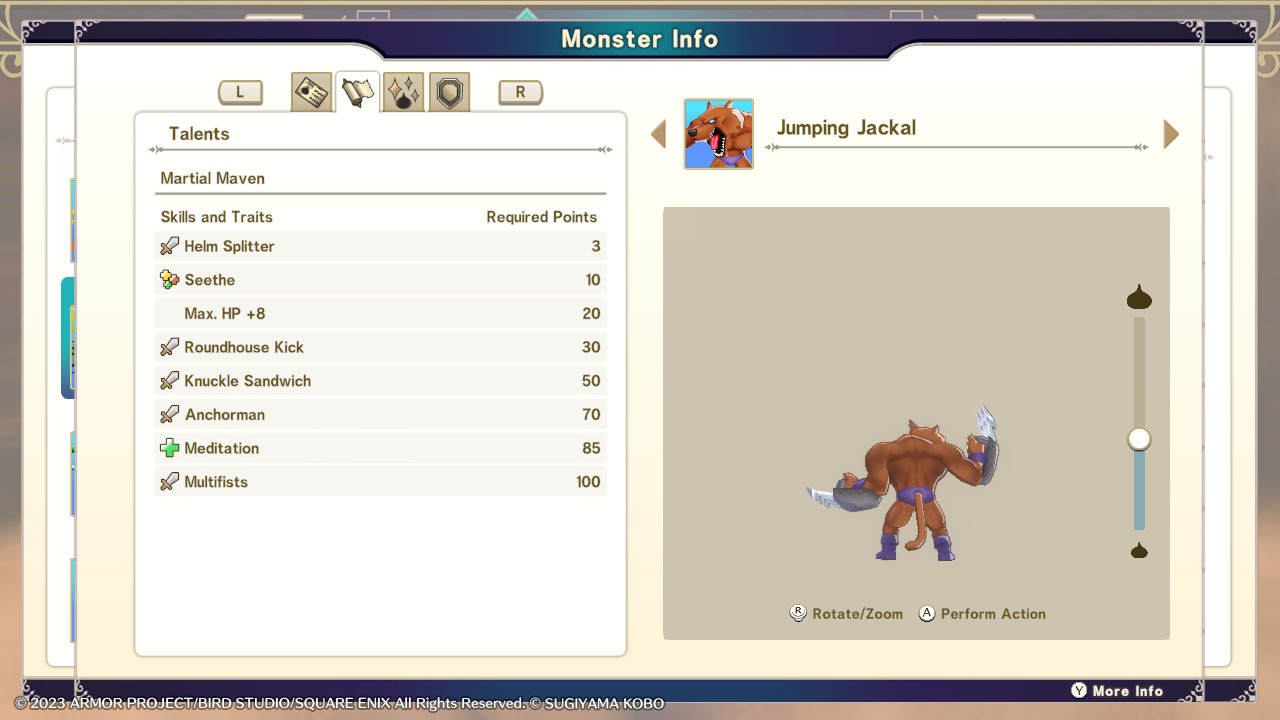 Monster Info
L
R
Talents
Martial Maven
Skills and Traits Required Points
Helm Splitter 3
Seethe 10
Max. HP +8 20
Roundhouse Kick 30
Knuckle Sandwich 50
Anchorman 70
Meditation 85
Multifists 100
Jumping Jackal
R Rotate/Zoom A Perform Action
Y More Info
© 2023 ARMOR PROJECT/BIRD STUDIO/SQUARE ENIX All Rights Reserved. © SUGIYAMA KOBO